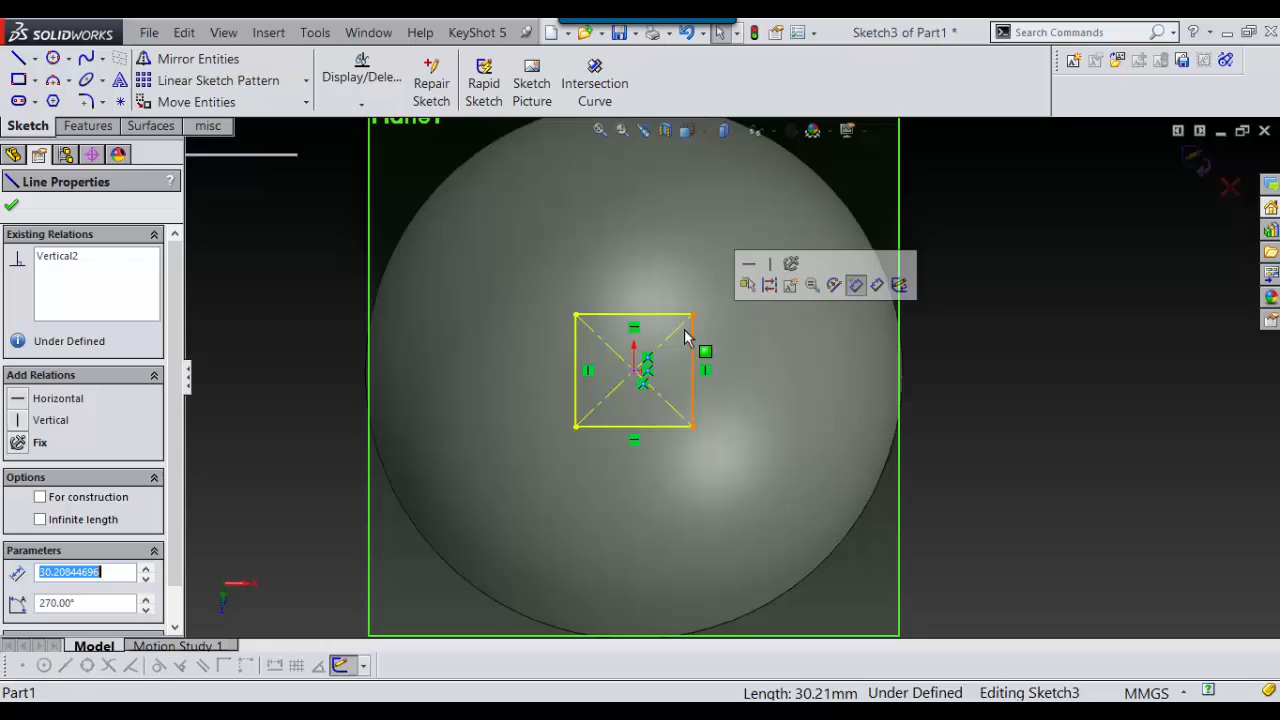 SOLIDWORKS File Edit View Insert Tools Window Help KeyShot 5 Sketch3 of Part1 * Search Commands
Mirror Entities
Linear Sketch Pattern
Move Entities
Display/Dele...
Repair Sketch
Rapid Sketch
Sketch Picture
Intersection Curve
Sketch Features Surfaces misc
Plane1
Line Properties ?
Existing Relations
Vertical2
Under Defined
Add Relations
Horizontal
Vertical
Fix
Options
For construction
Infinite length
Parameters
30.20844696
270.00°
X
Model Motion Study 1
Part1 Length: 30.21mm Under Defined Editing Sketch3 MMGS